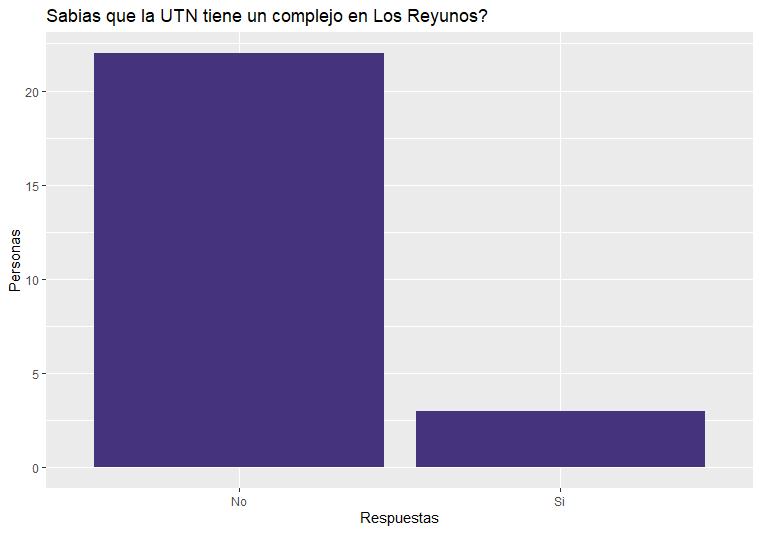 Sabias que la UTN tiene un complejo en Los Reyunos?
20
15
10
5
0
Personas
No
Si
Respuestas